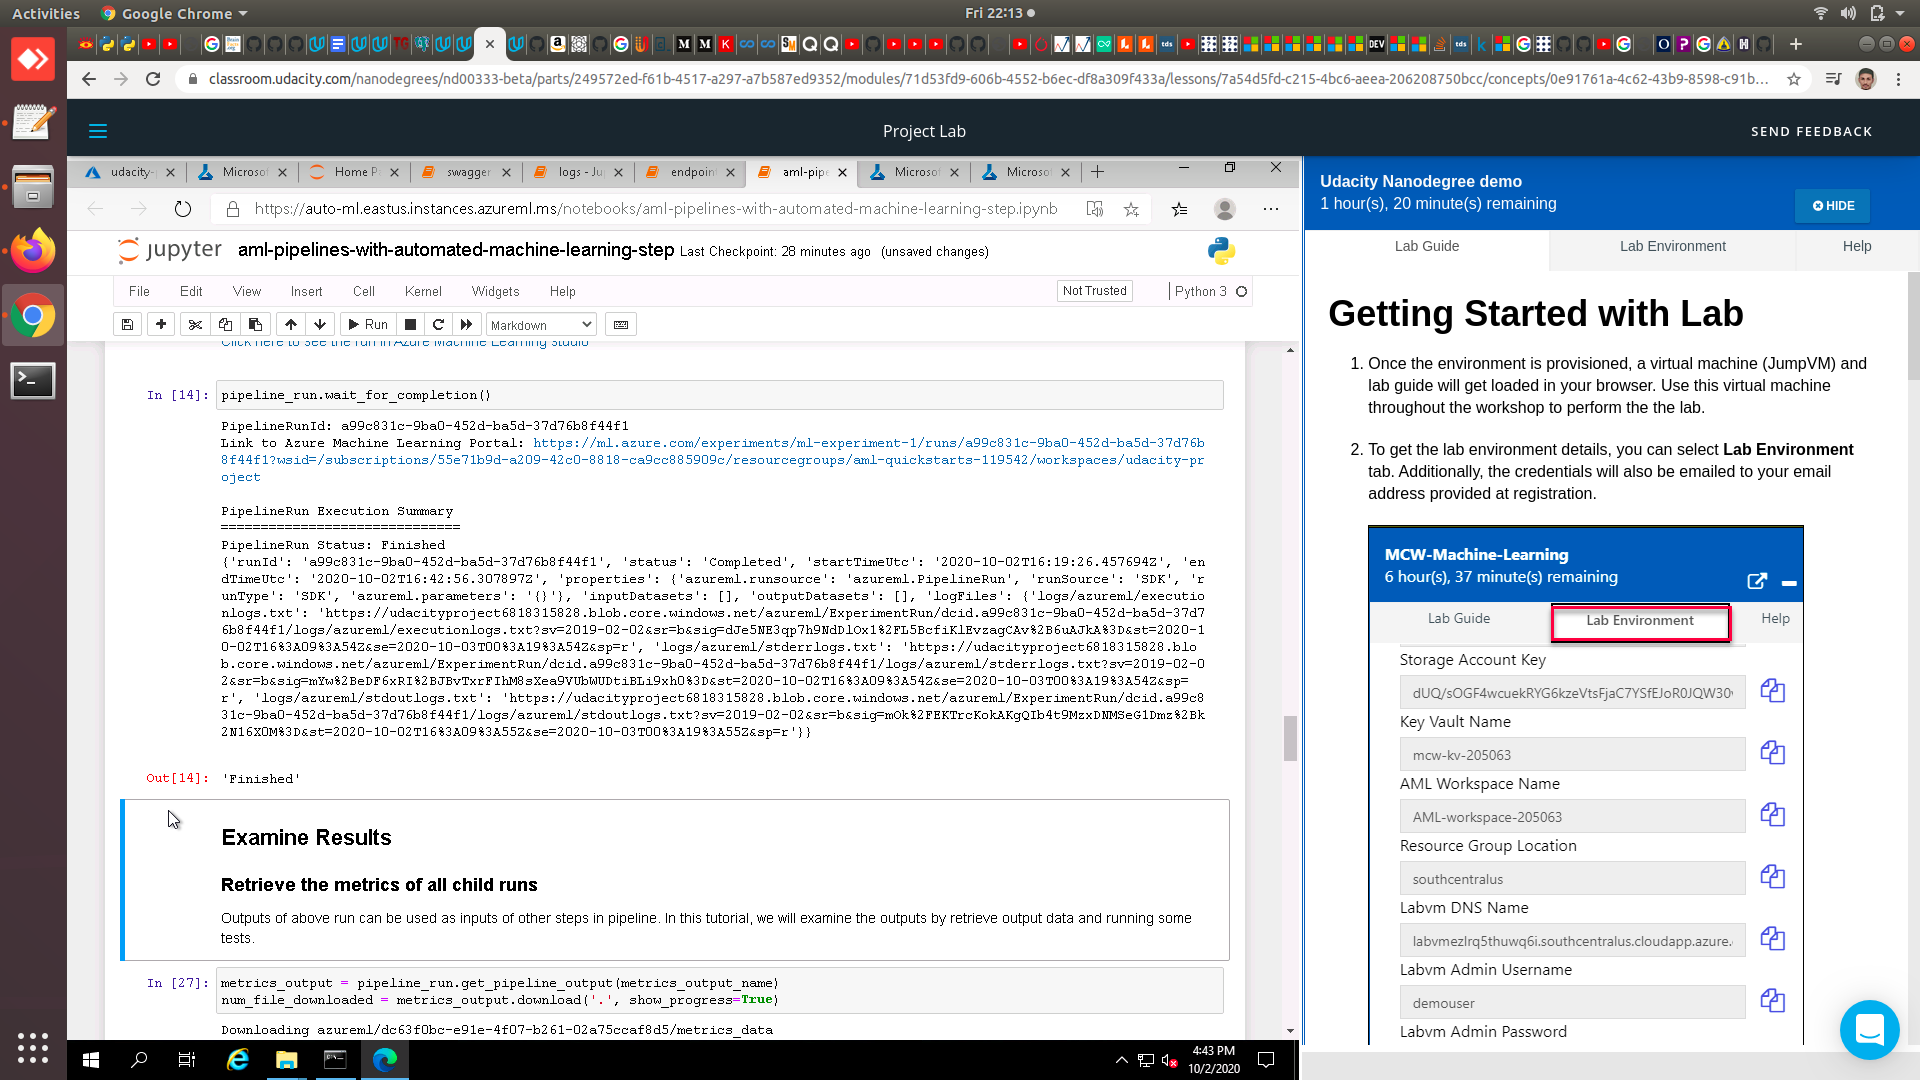 Activities
Google Chrome
Fri 22:13
classroom.udacity.com/nanodegrees/nd00333-beta/parts/249572ed-f61b-4517-a297-a7b587ed9352/modules/71d53fd9-606b-4552-b6ec-df8a309f433a/lessons/7a54d5fd-c215-4bc6-aeea-206208750bcc/concepts/0e91761a-4c62-43b9-8598-c91b...
Project Lab
SEND FEEDBACK
udacity-
Microsof
Home P
swagger
logs - Ju
endpoin
aml-pipe
Microsof
Microso
https://auto-ml.eastus.instances.azureml.ms/notebooks/aml-pipelines-with-automated-machine-learning-step.ipynb
jupyter aml-pipelines-with-automated-machine-learning-step Last Checkpoint: 28 minutes ago (unsaved changes)
File Edit View Insert Cell Kernel Widgets Help
Not Trusted
Python 3
Run
Markdown
Click here to see the run in Azure Machine Learning studio
In [14]: pipeline_run.wait_for_completion()
PipelineRunId: a99c831c-9ba0-452d-ba5d-37d76b8f44f1
Link to Azure Machine Learning Portal: https://ml.azure.com/experiments/ml-experiment-1/runs/a99c831c-9ba0-452d-ba5d-37d76b
8f44f1?wsid=/subscriptions/55e71b9d-a209-42c0-8818-ca9cc885909c/resourcegroups/aml-quickstarts-119542/workspaces/udacity-pr
oject
PipelineRun Execution Summary
==============================
PipelineRun Status: Finished
{'runId': 'a99c831c-9ba0-452d-ba5d-37d76b8f44f1', 'status': 'Completed', 'startTimeUtc': '2020-10-02T16:19:26.457694Z', 'en
dTimeUtc': '2020-10-02T16:42:56.307897Z', 'properties': {'azureml.runsource': 'azureml.PipelineRun', 'runSource': 'SDK', 'r
unType': 'SDK', 'azureml.parameters': '{}'}, 'inputDatasets': [], 'outputDatasets': [], 'logFiles': {'logs/azureml/executio
nlogs.txt': 'https://udacityproject6818315828.blob.core.windows.net/azureml/ExperimentRun/dcid.a99c831c-9ba0-452d-ba5d-37d7
6b8f44f1/logs/azureml/executionlogs.txt?sv=2019-02-02&sr=b&sig=dJe5NE3qp7h9NdDlOx1%2FL5BcfiKlEvzagCAv%2B6uAJkA%3D&st=2020-1
0-02T16%3A09%3A54Z&se=2020-10-03T00%3A19%3A54Z&sp=r', 'logs/azureml/stderrlogs.txt': 'https://udacityproject6818315828.blo
b.core.windows.net/azureml/ExperimentRun/dcid.a99c831c-9ba0-452d-ba5d-37d76b8f44f1/logs/azureml/stderrlogs.txt?sv=2019-02-0
2&sr=b&sig=mYw%2BeDF6xRI%2BJBvTxrFIhM8sXea9VUbWUDtiBLi9xh0%3D&st=2020-10-02T16%3A09%3A54Z&se=2020-10-03T00%3A19%3A54Z&sp=
r', 'logs/azureml/stdoutlogs.txt': 'https://udacityproject6818315828.blob.core.windows.net/azureml/ExperimentRun/dcid.a99c8
31c-9ba0-452d-ba5d-37d76b8f44f1/logs/azureml/stdoutlogs.txt?sv=2019-02-02&sr=b&sig=mOk%2FEKTrcKokAKgQIb4t9MzxDNMSeG1Dmz%2Bk
2N16XOM%3D&st=2020-10-02T16%3A09%3A55Z&se=2020-10-03T00%3A19%3A55Z&sp=r'}}
Out[14]: 'Finished'
Examine Results
Retrieve the metrics of all child runs
Outputs of above run can be used as inputs of other steps in pipeline. In this tutorial, we will examine the outputs by retrieve output data and running some
tests.
In [27]: metrics_output = pipeline_run.get_pipeline_output(metrics_output_name)
num_file_downloaded = metrics_output.download('.', show_progress=True)
Downloading azureml/dc63f0bc-e91e-4f07-b261-02a75ccaf8d5/metrics_data
4:43 PM
10/2/2020
Udacity Nanodegree demo
1 hour(s), 20 minute(s) remaining
HIDE
Lab Guide
Lab Environment
Help
Getting Started with Lab
1. Once the environment is provisioned, a virtual machine (JumpVM) and
lab guide will get loaded in your browser. Use this virtual machine
throughout the workshop to perform the the lab.
2. To get the lab environment details, you can select Lab Environment
tab. Additionally, the credentials will also be emailed to your email
address provided at registration.
MCW-Machine-Learning
6 hour(s), 37 minute(s) remaining
Lab Guide
Lab Environment
Help
Storage Account Key
dUQ/sOGF4wcuekRYG6kzeVtsFjaC7YSfEJoR0JQW30
Key Vault Name
mcw-kv-205063
AML Workspace Name
AML-workspace-205063
Resource Group Location
southcentralus
Labvm DNS Name
labvmezlrq5thuwq6i.southcentralus.cloudapp.azure.
Labvm Admin Username
demouser
Labvm Admin Password